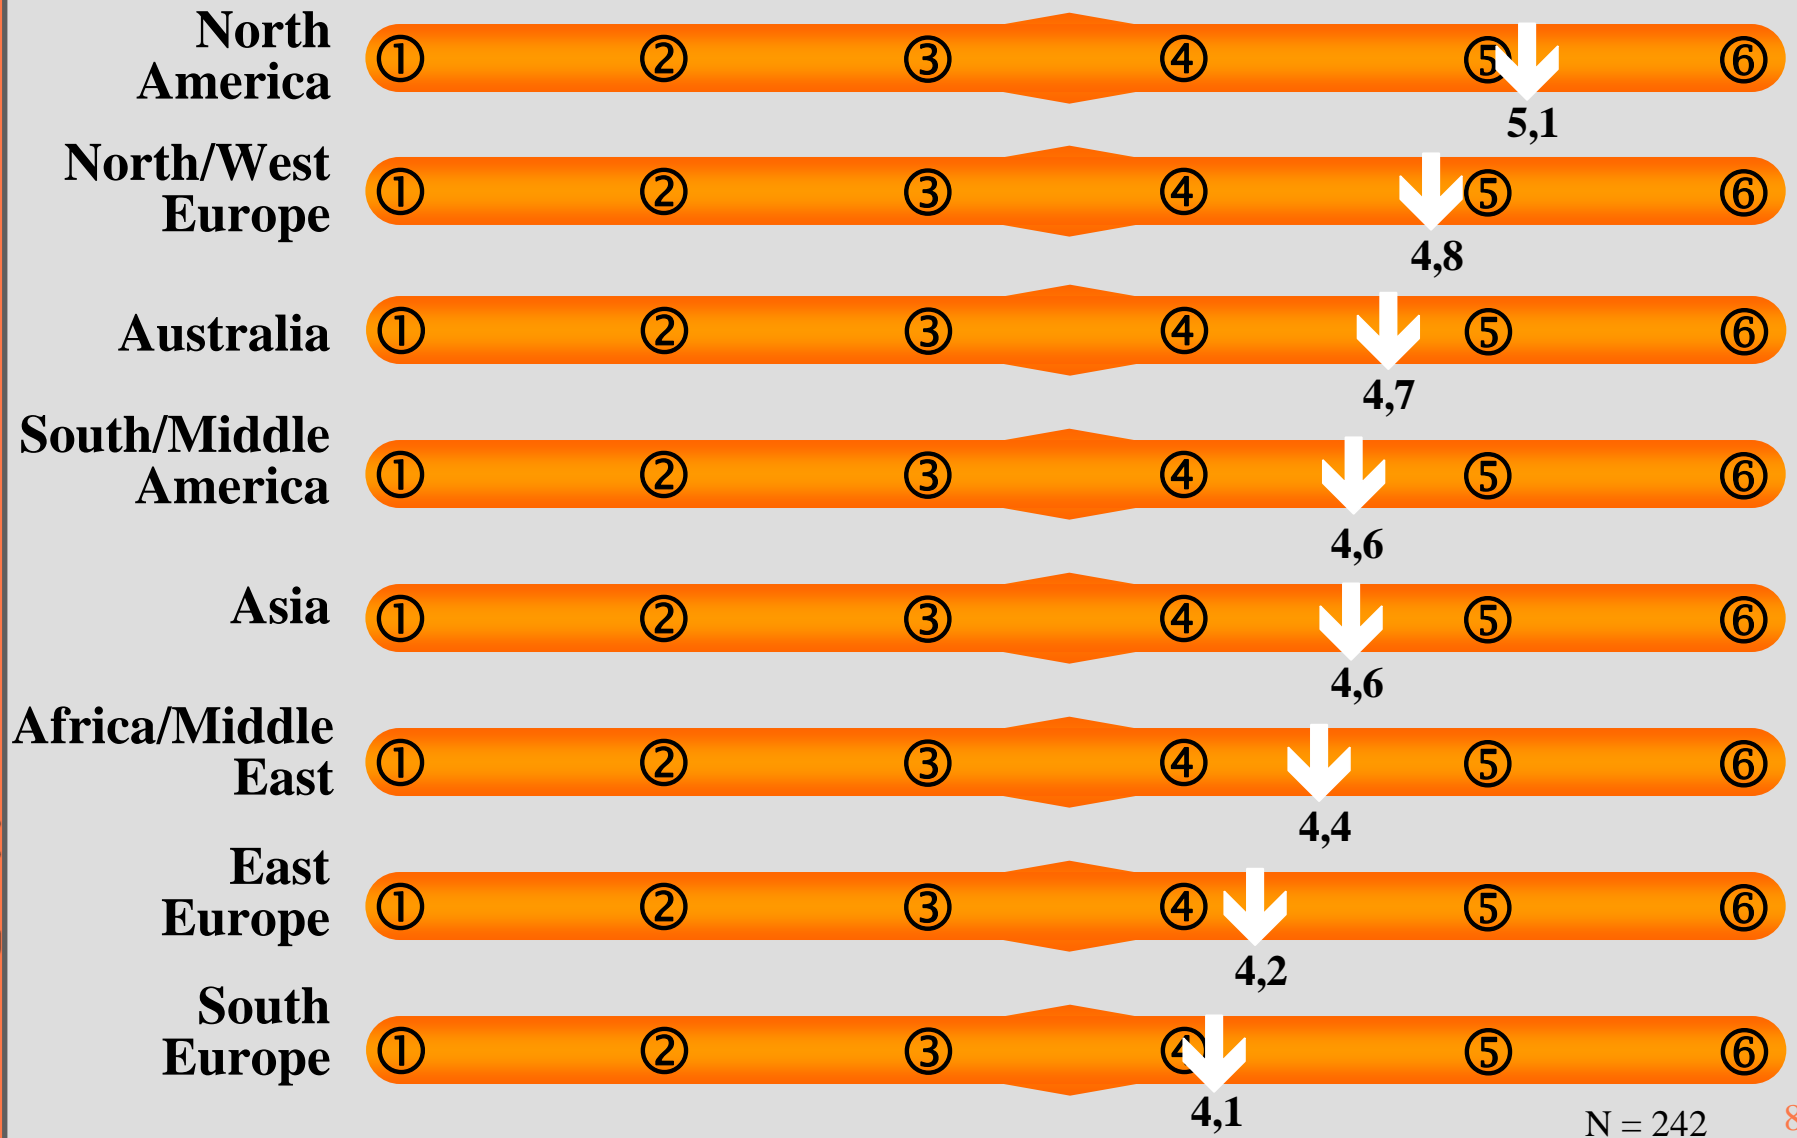 North
America
① ② ③ ④ ⑤ ⑥
5,1
North/West
Europe
① ② ③ ④ ⑤ ⑥
4,8
Australia
① ② ③ ④ ⑤ ⑥
4,7
South/Middle
America
① ② ③ ④ ⑤ ⑥
4,6
Asia
① ② ③ ④ ⑤ ⑥
4,6
Africa/Middle
East
① ② ③ ④ ⑤ ⑥
4,4
East
Europe
① ② ③ ④ ⑤ ⑥
4,2
South
Europe
① ② ③ ④ ⑤ ⑥
4,1
N = 242
8